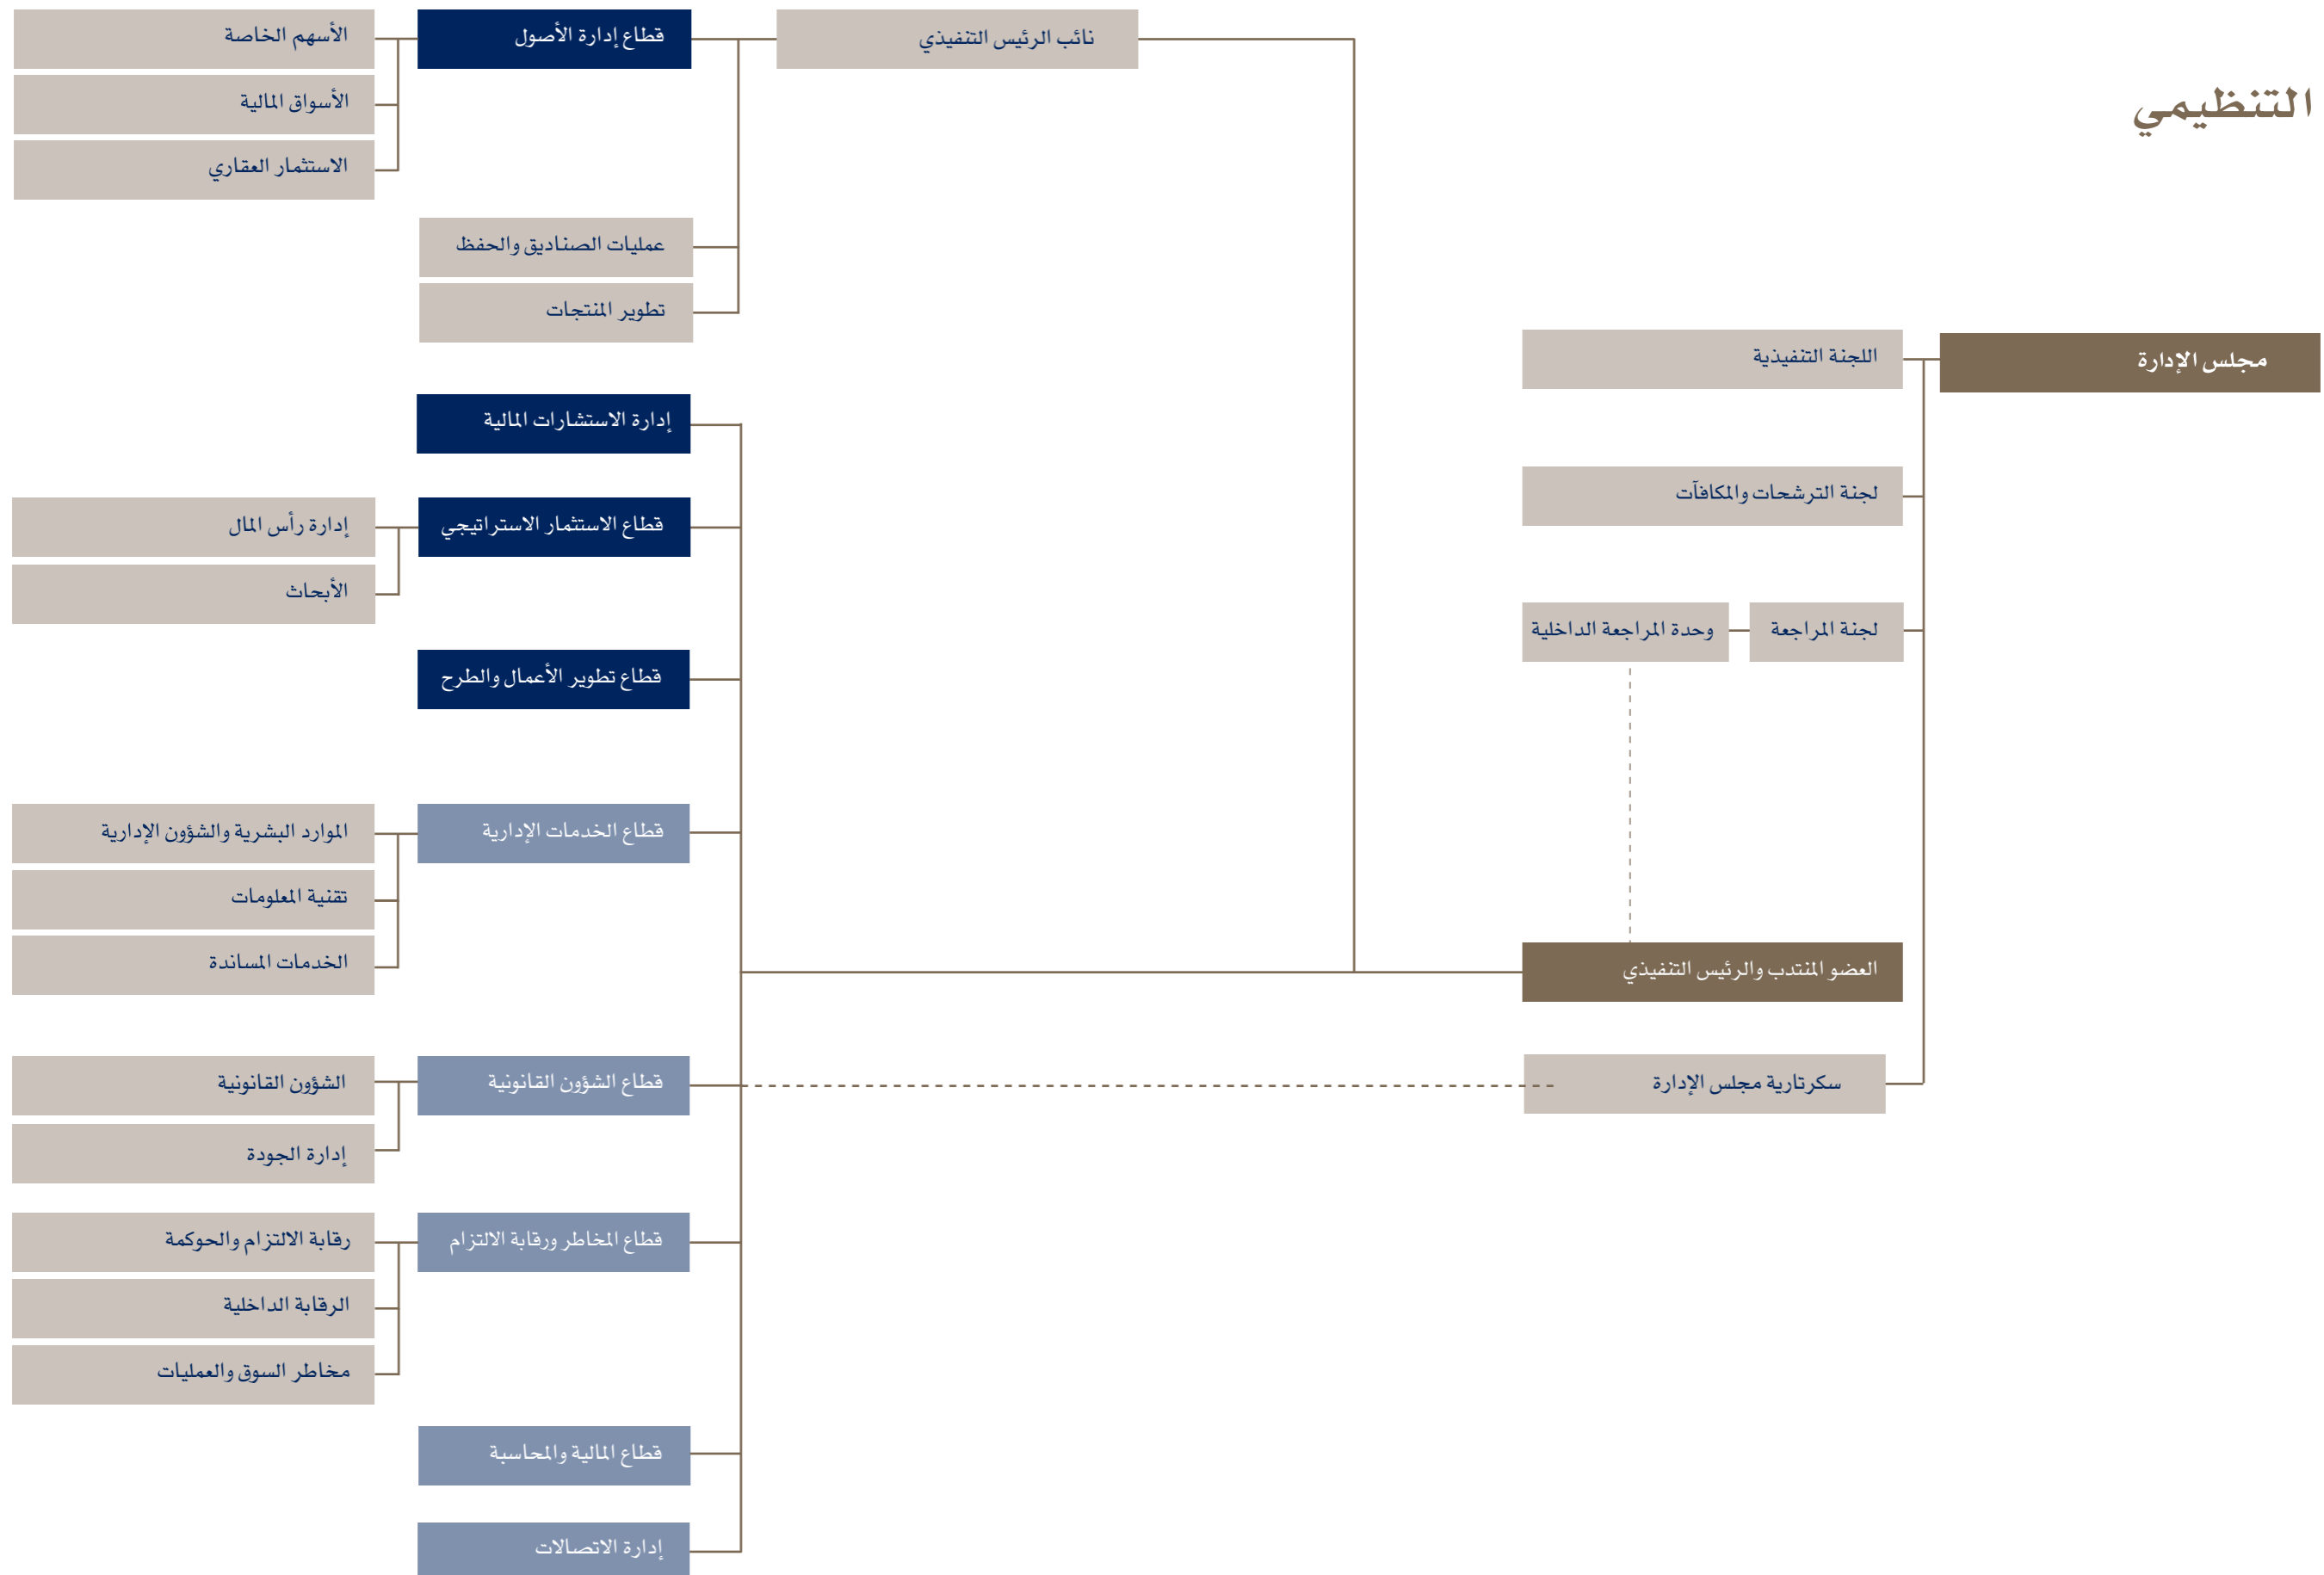 التنظيمي
مجلس الإدارة
اللجنة التنفيذية
لجنة الترشحات والمكافآت
لجنة المراجعة
وحدة المراجعة الداخلية
العضو المنتدب والرئيس التنفيذي
سكرتارية مجلس الإدارة
نائب الرئيس التنفيذي
قطاع إدارة الأصول
الأسهم الخاصة
الأسواق المالية
الاستثمار العقاري
عمليات الصناديق والحفظ
تطوير المنتجات
إدارة الاستشارات المالية
قطاع الاستثمار الاستراتيجي
إدارة رأس المال
الأبحاث
قطاع تطوير الأعمال والطرح
قطاع الخدمات الإدارية
الموارد البشرية والشؤون الإدارية
تقنية المعلومات
الخدمات المساندة
قطاع الشؤون القانونية
الشؤون القانونية
إدارة الجودة
قطاع المخاطر ورقابة الالتزام
رقابة الالتزام والحوكمة
الرقابة الداخلية
مخاطر السوق والعمليات
قطاع المالية والمحاسبة
إدارة الاتصالات